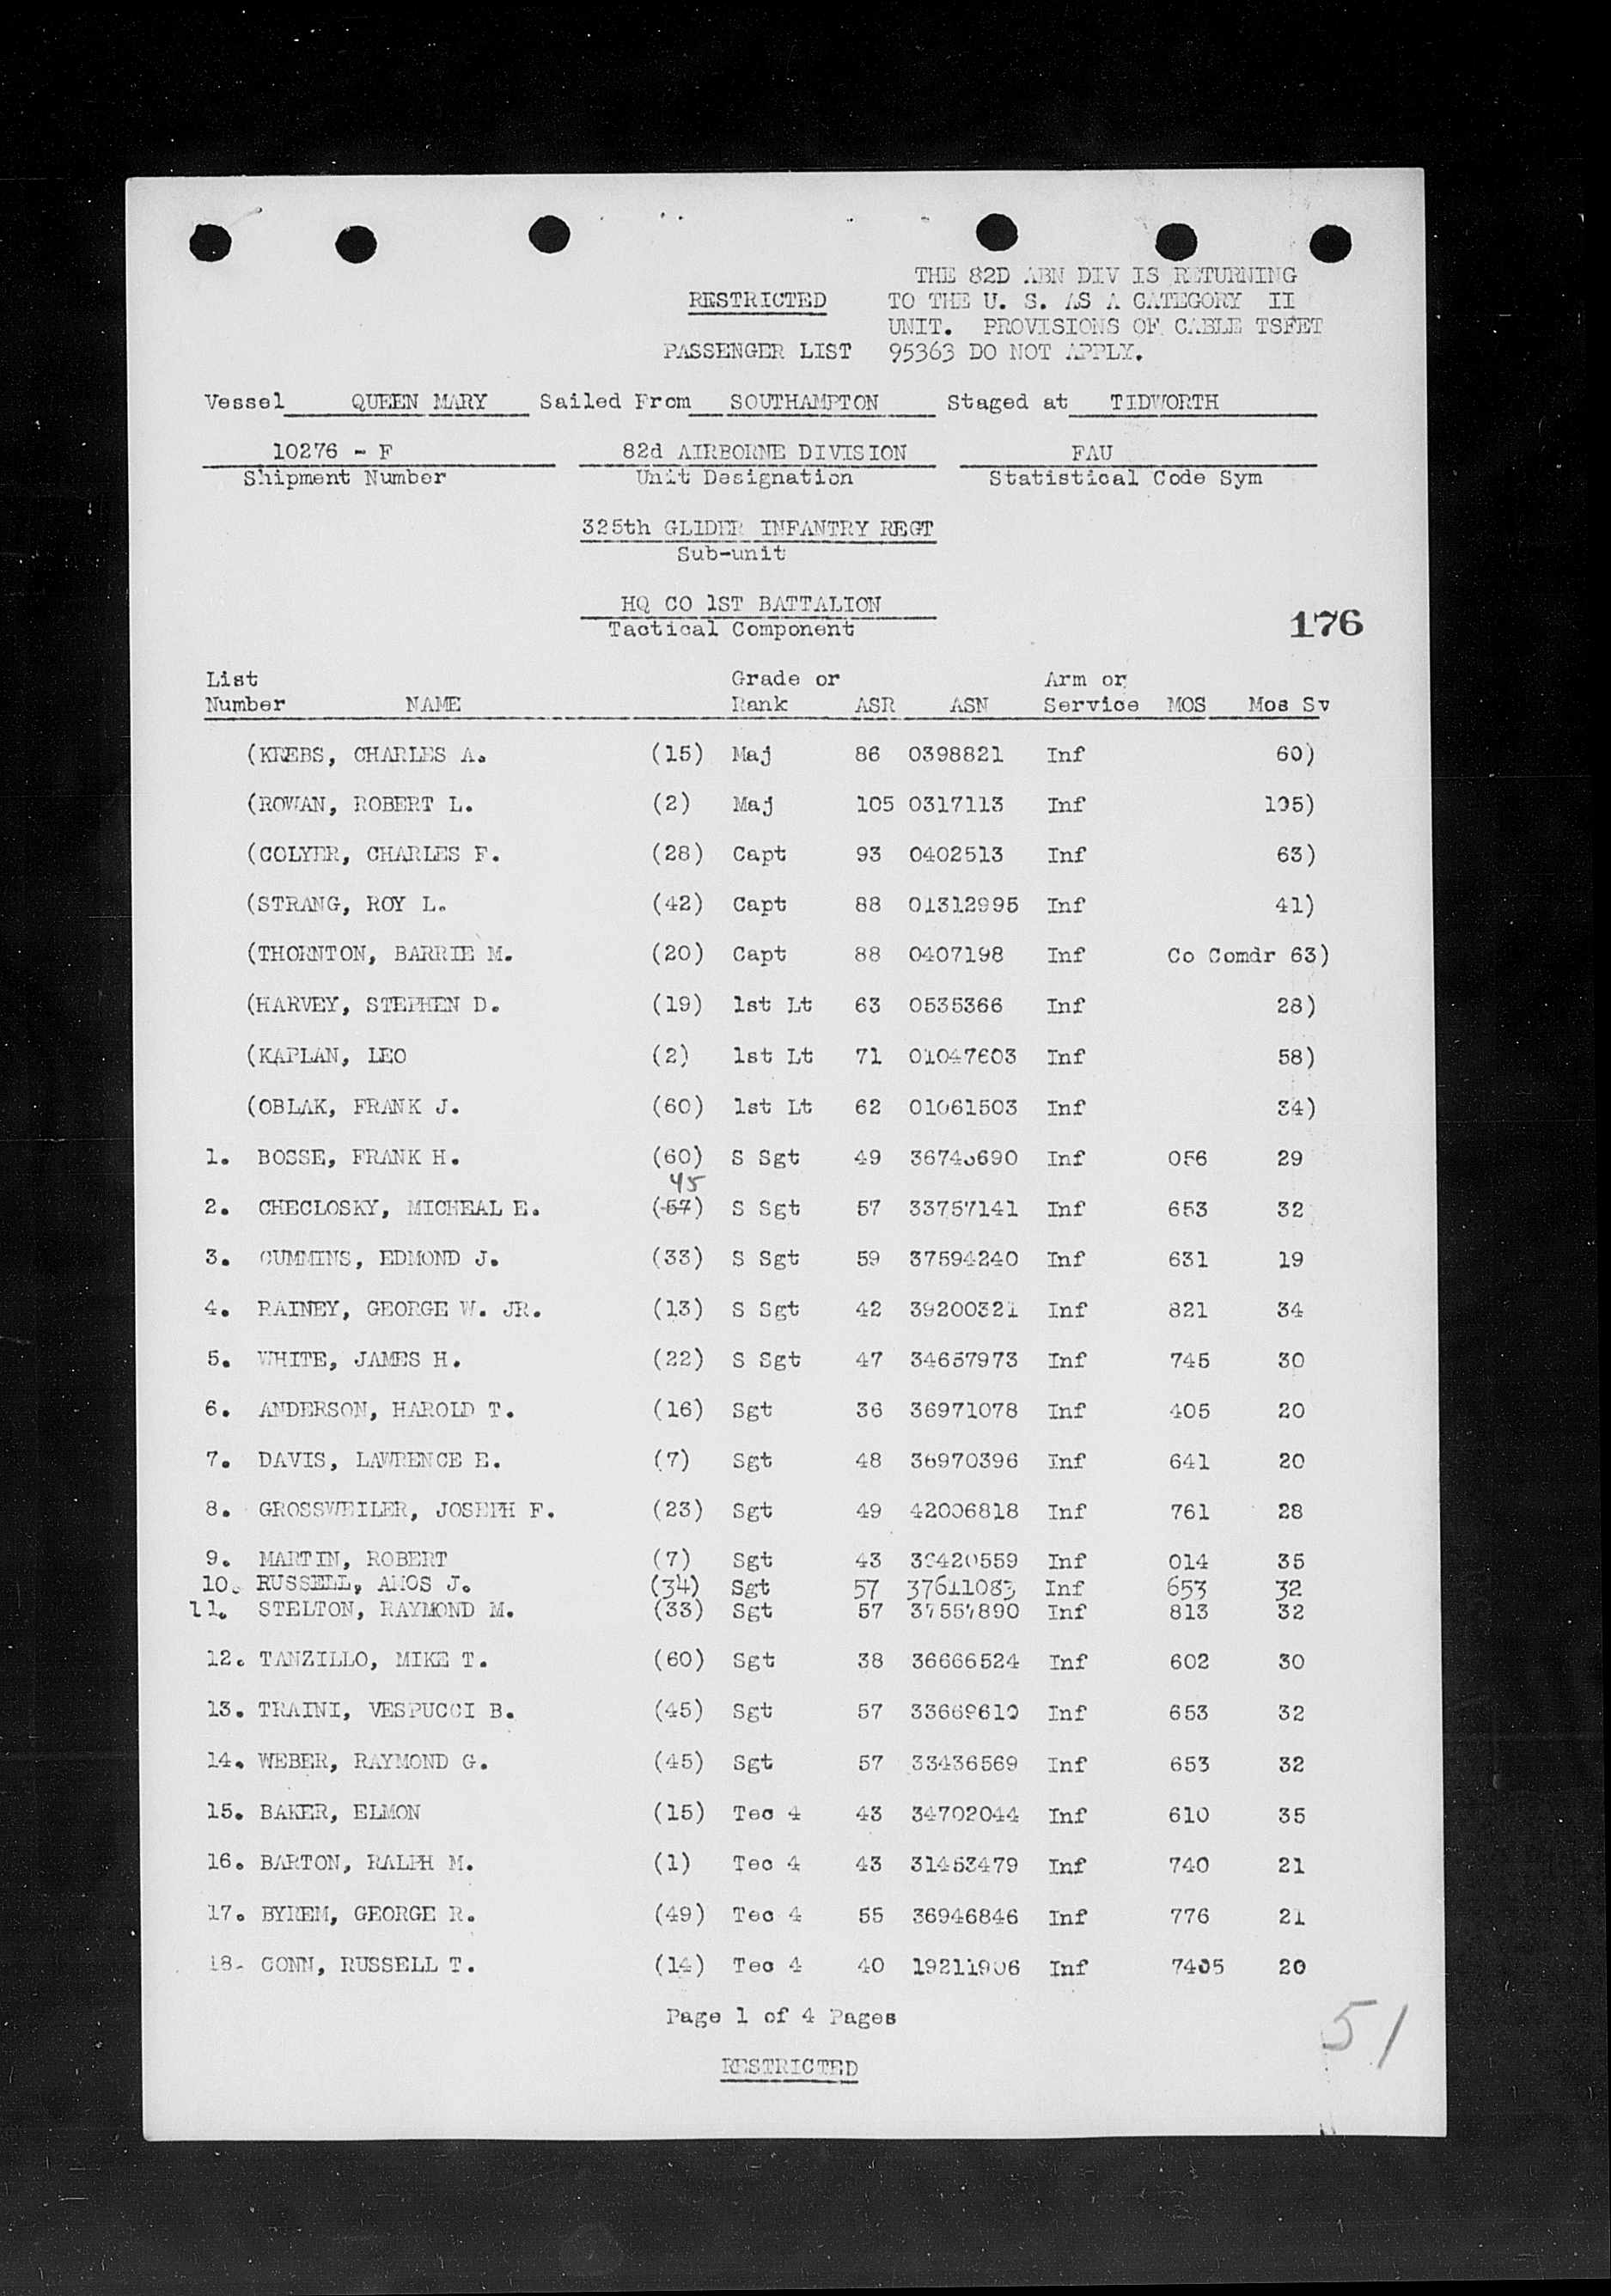 THE 82D ABN DIV IS RETURNING
RESTRICTED TO THE U. S. AS A CATEGORY II
UNIT. PROVISIONS OF CABLE TSFET
PASSENGER LIST 95363 DO NOT APPLY.
Vessel QUEEN MARY Sailed From SOUTHAMPTON Staged at TIDWORTH
10276 - F 82d AIRBORNE DIVISION FAU
Shipment Number Unit Designation Statistical Code Sym
325th GLIDER INFANTRY REGT
Sub-unit
HQ CO 1ST BATTALION
Tactical Component 176
List Grade or Arm or
Number NAME Rank ASR ASN Service MOS Mos Sv
(KREBS, CHARLES A. (15) Maj 86 0398821 Inf 60)
(ROWAN, ROBERT L. (2) Maj 105 0317113 Inf 105)
(COLYER, CHARLES F. (28) Capt 93 0402513 Inf 63)
(STRANG, ROY L. (42) Capt 88 01312995 Inf 41)
(THORNTON, BARRIE M. (20) Capt 88 0407198 Inf Co Comdr 63)
(HARVEY, STEPHEN D. (19) 1st Lt 63 0535366 Inf 28)
(KAPLAN, LEO (2) 1st Lt 71 01047603 Inf 58)
(OBLAK, FRANK J. (60) 1st Lt 62 01061503 Inf 34)
1. BOSSE, FRANK H. (60) S Sgt 49 Inf 056 29
45
2. CHECLOSKY, MICHEAL E. (57) S Sgt 57 33757141 Inf 653 32
3. CUMMINS, EDMOND J. (33) S Sgt 59 37594240 Inf 631 19
4. RAINEY, GEORGE W. JR. (13) S Sgt 42 39200321 Inf 821 34
5. WHITE, JAMES H. (22) S Sgt 47 34657973 Inf 745 30
6. ANDERSON, HAROLD T. (16) Sgt 36 36971078 Inf 405 20
7. DAVIS, LAWRENCE E. (7) Sgt 48 36970396 Inf 641 20
8. GROSSWEILER, JOSEPH F. (23) Sgt 49 42006818 Inf 761 28
9. MARTIN, ROBERT (7) Sgt 43 Inf 014 35
10. RUSSELL, AMOS J. (34) Sgt 57 37611083 Inf 653 32
11. STELTON, RAYMOND M. (33) Sgt 57 37557890 Inf 813 32
12. TANZILLO, MIKE T. (60) Sgt 38 36666524 Inf 602 30
13. TRAINI, VESPUCCI B. (45) Sgt 57 33669610 Inf 653 32
14. WEBER, RAYMOND G. (45) Sgt 57 33436569 Inf 653 32
15. BAKER, ELMON (15) Tec 4 43 34702044 Inf 610 35
16. BARTON, RALPH M. (1) Tec 4 43 31453479 Inf 740 21
17. BYREM, GEORGE R. (49) Tec 4 55 36946846 Inf 776 21
18. CONN, RUSSELL T. (14) Tec 4 40 19211906 Inf 7405 20
Page 1 of 4 Pages
51
RESTRICTED